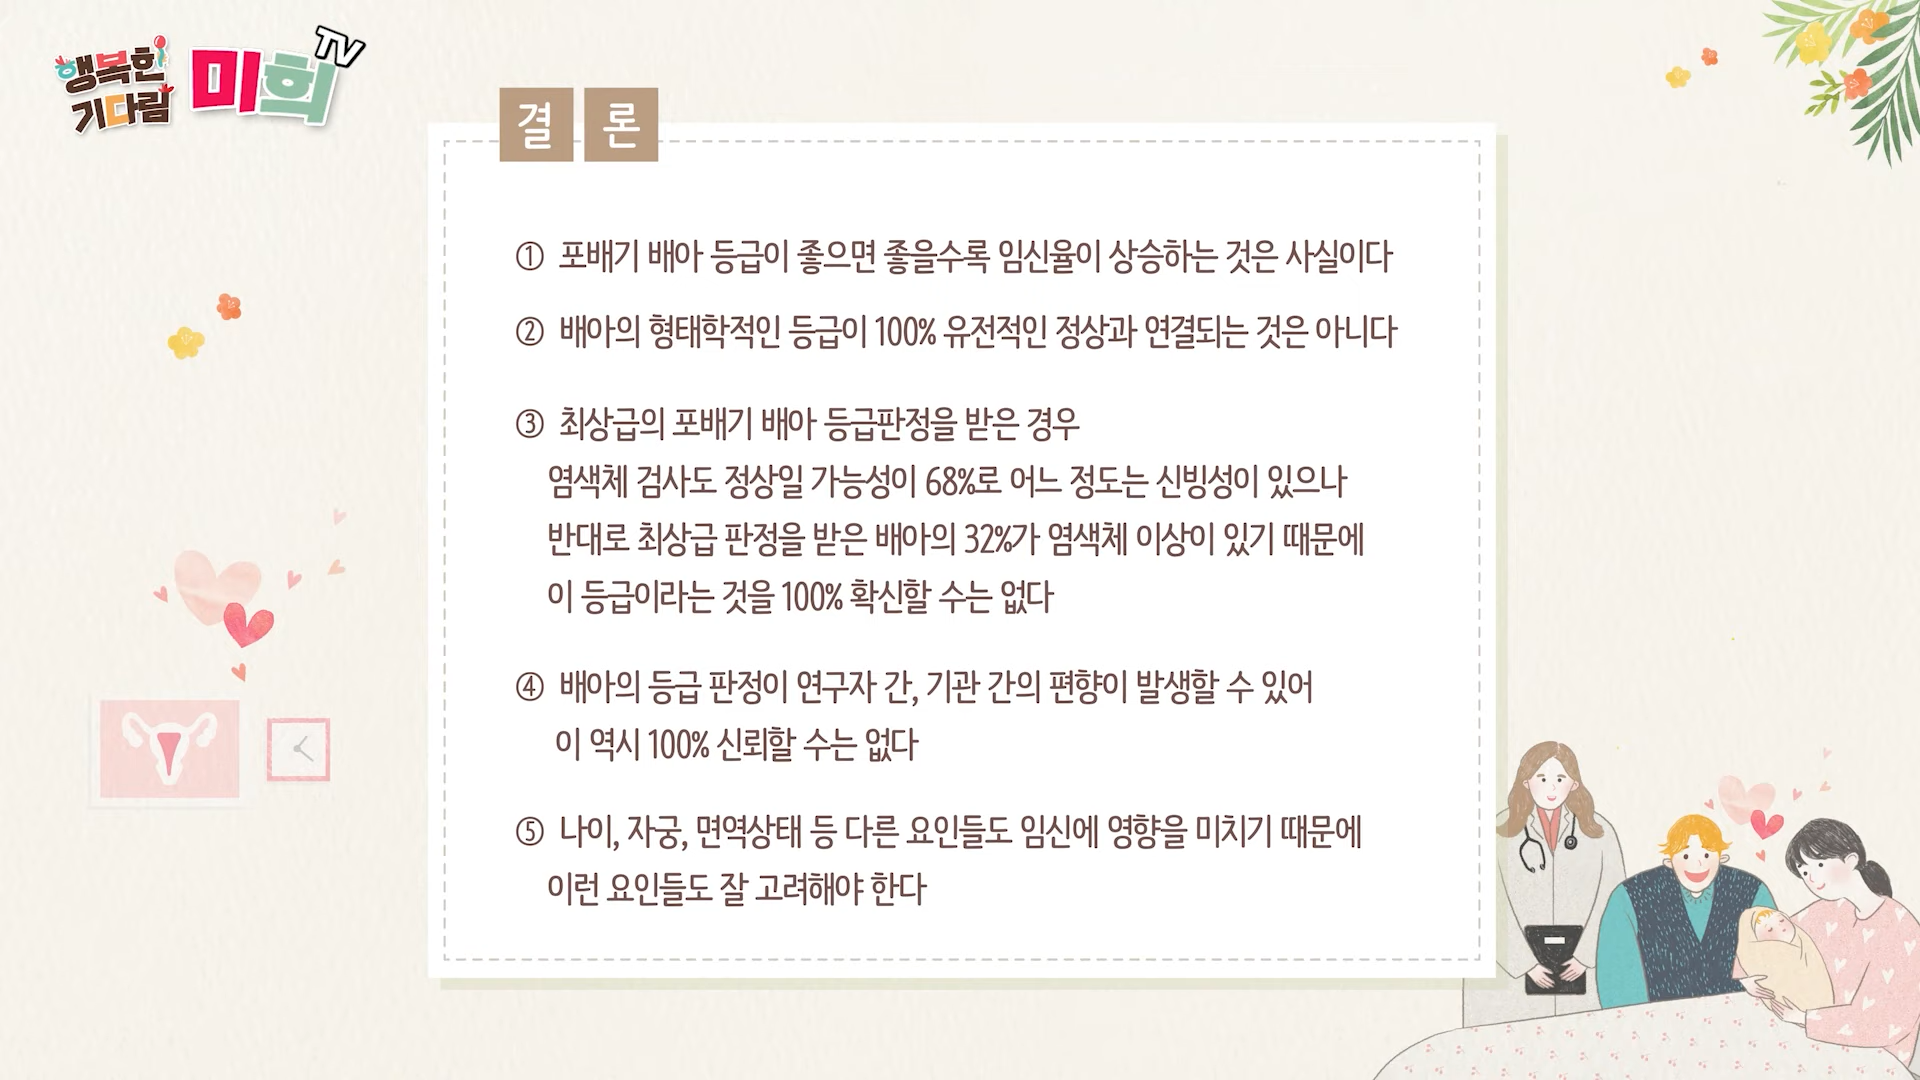 행복한
기다림
미희 TV
결론
① 포배기 배아 등급이 좋으면 좋을수록 임신율이 상승하는 것은 사실이다
② 배아의 형태학적인 등급이 100% 유전적인 정상과 연결되는 것은 아니다
③ 최상급의 포배기 배아 등급판정을 받은 경우
염색체 검사도 정상일 가능성이 68%로 어느 정도는 신빙성이 있으나
반대로 최상급 판정을 받은 배아의 32%가 염색체 이상이 있기 때문에
이 등급이라는 것을 100% 확신할 수는 없다
④ 배아의 등급 판정이 연구자 간, 기관 간의 편향이 발생할 수 있어
이 역시 100% 신뢰할 수는 없다
⑤ 나이, 자궁, 면역상태 등 다른 요인들도 임신에 영향을 미치기 때문에
이런 요인들도 잘 고려해야 한다